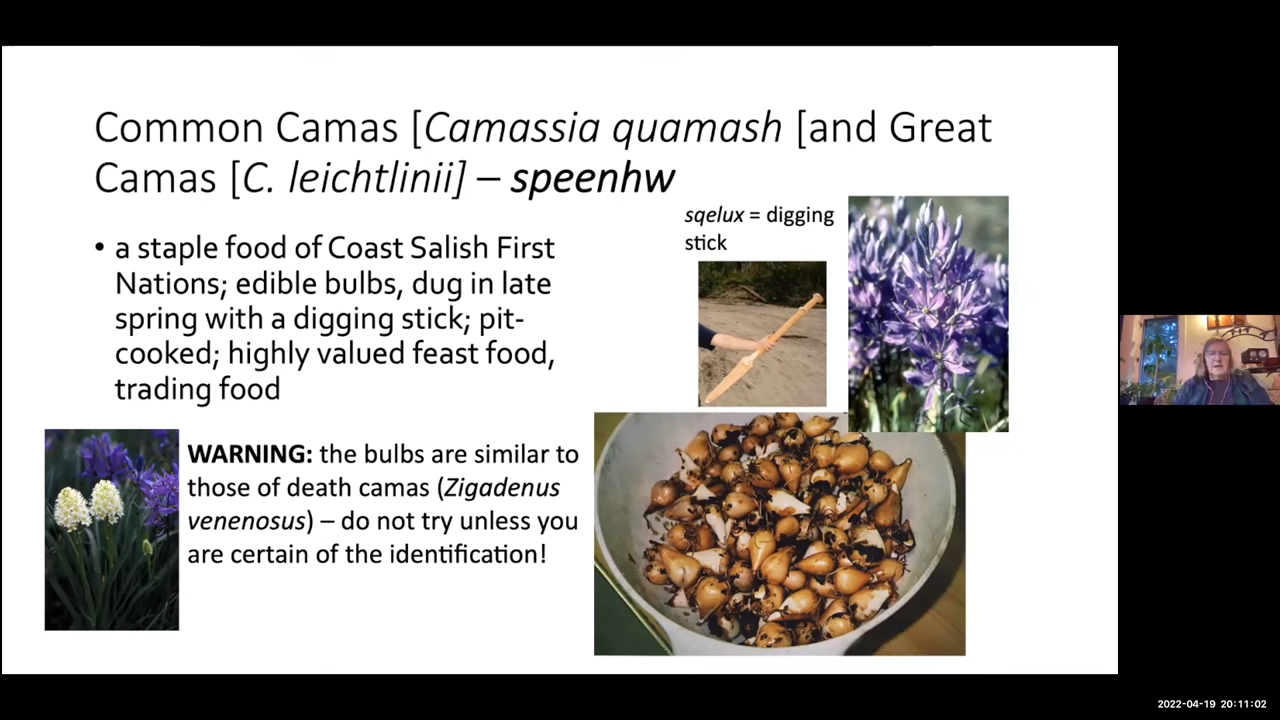 Common Camas [Camassia quamash [and Great
Camas [C. leichtlinii] – speenhw
sqelux = digging
stick
• a staple food of Coast Salish First
Nations; edible bulbs, dug in late
spring with a digging stick; pit-
cooked; highly valued feast food,
trading food
WARNING: the bulbs are similar to
those of death camas (Zigadenus
venenosus) – do not try unless you
are certain of the identification!
2022-04-19 20:11:02